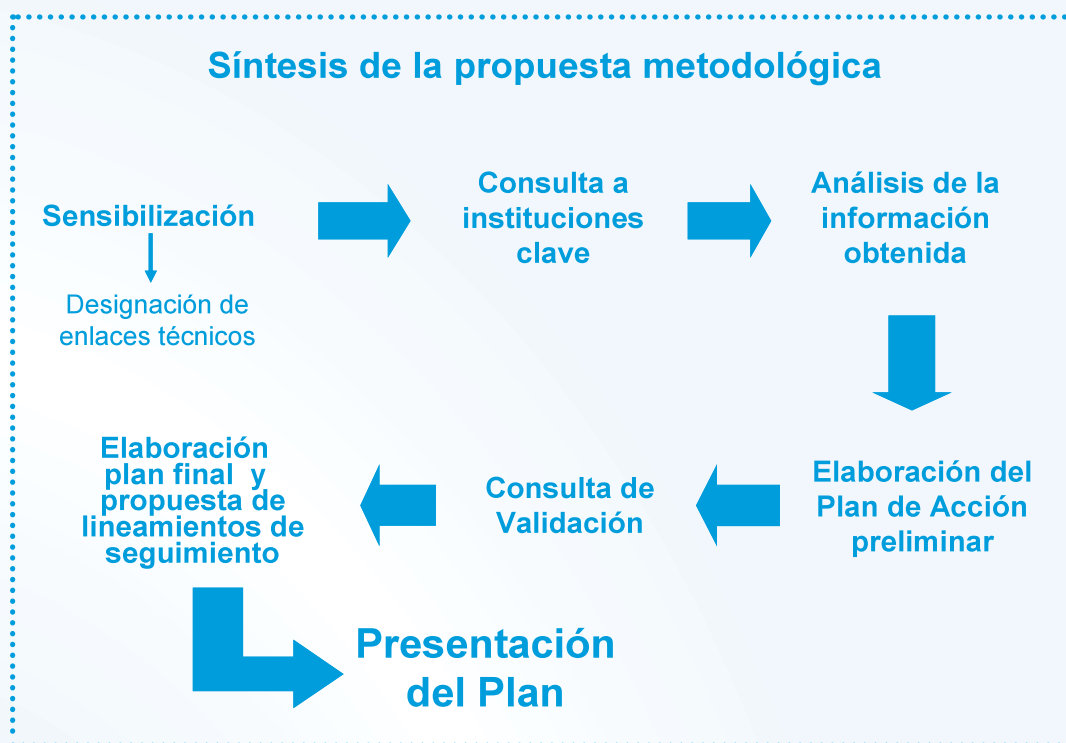 Síntesis de la propuesta metodológica
Sensibilización
Designación de
enlaces técnicos
Consulta a
instituciones
clave
Análisis de la
información
obtenida
Elaboración del
Plan de Acción
preliminar
Consulta de
Validación
Elaboración
plan final y
propuesta de
lineamientos de
seguimiento
Presentación
del Plan